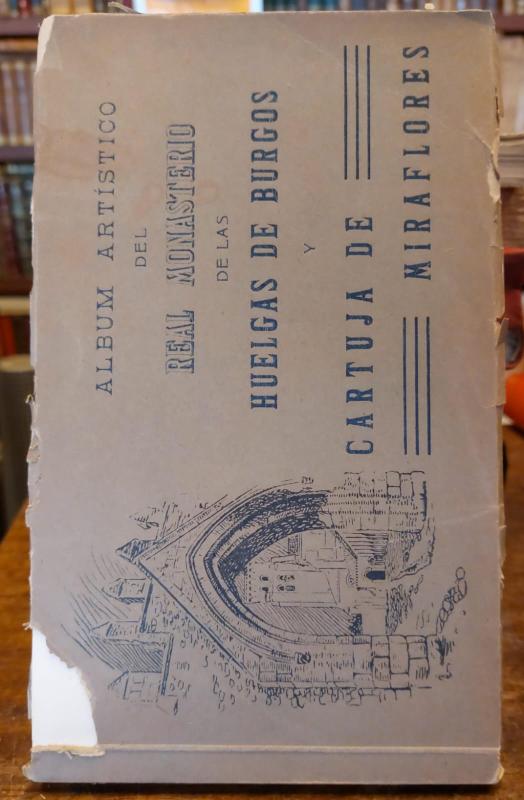 ALBUM ARTÍSTICO
DEL
REAL MONASTERIO
DE LAS
HUELGAS DE BURGOS
Y
CARTUJA DE
MIRAFLORES